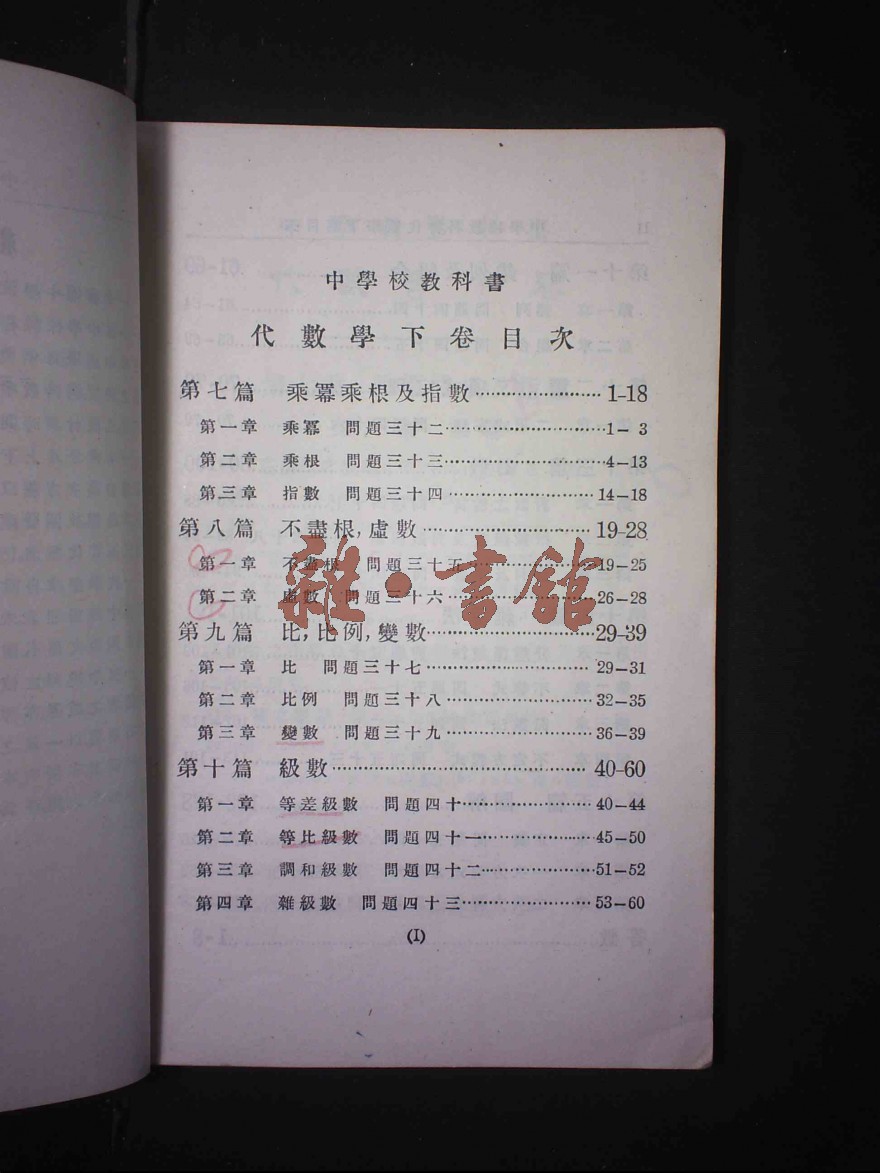 中學校教科書
代數學下卷目次
第七篇 乘羃乘根及指數……………………1-18
第一章 乘羃 問題三十二……………………1-3
第二章 乘根 問題三十三……………………4-13
第三章 指數 問題三十四……………………14-18
第八篇 不盡根,虛數……………………19-28
第一章 不盡根 問題三十五……………………19-25
第二章 虛數 問題三十六……………………26-28
雜·書館
第九篇 比,比例,變數……………………29-39
第一章 比 問題三十七……………………29-31
第二章 比例 問題三十八……………………32-35
第三章 變數 問題三十九……………………36-39
第十篇 級數……………………40-60
第一章 等差級數 問題四十……………………40-44
第二章 等比級數 問題四十一……………………45-50
第三章 調和級數 問題四十二……………………51-52
第四章 雜級數 問題四十三……………………53-60
(I)